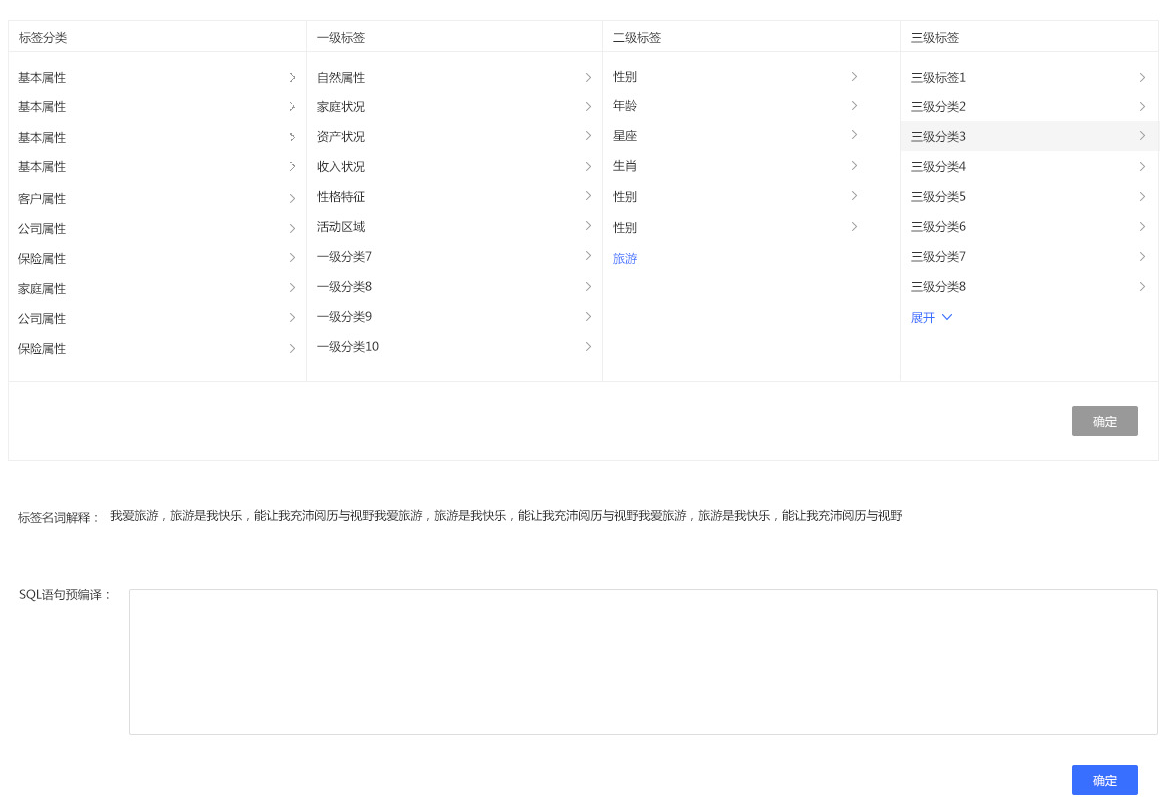 标签分类 一级标签 二级标签 三级标签
基本属性 自然属性 性别 三级标签1
基本属性 家庭状况 年龄 三级分类2
基本属性 资产状况 星座 三级分类3
基本属性 收入状况 生肖 三级分类4
客户属性 性格特征 性别 三级分类5
公司属性 活动区域 性别 三级分类6
保险属性 一级分类7 旅游 三级分类7
家庭属性 一级分类8 三级分类8
公司属性 一级分类9 展开
保险属性 一级分类10
确定
标签名词解释： 我爱旅游，旅游是我快乐，能让我充沛阅历与视野我爱旅游，旅游是我快乐，能让我充沛阅历与视野我爱旅游，旅游是我快乐，能让我充沛阅历与视野
SQL语句预编译：
确定